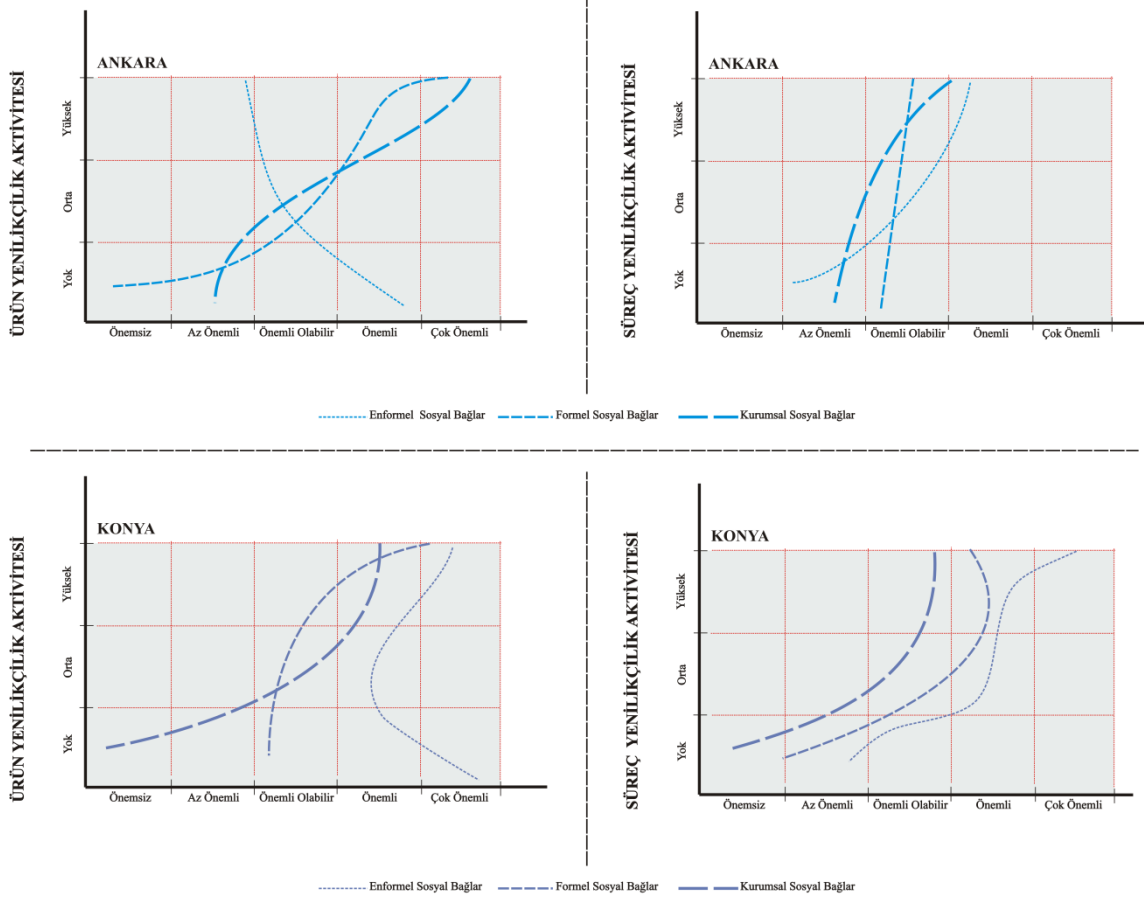 ÜRÜN YENİLİKÇİLİK AKTİVİTESİ
ANKARA
Yüksek
Orta
Yok
Önemsiz
Az Önemli
Önemli Olabilir
Önemli
Çok Önemli
SÜREÇ YENİLİKÇİLİK AKTİVİTESİ
ANKARA
Yüksek
Orta
Yok
Önemsiz
Az Önemli
Önemli Olabilir
Önemli
Çok Önemli
Enformel Sosyal Bağlar
Formel Sosyal Bağlar
Kurumsal Sosyal Bağlar
ÜRÜN YENİLİKÇİLİK AKTİVİTESİ
KONYA
Yüksek
Orta
Yok
Önemsiz
Az Önemli
Önemli Olabilir
Önemli
Çok Önemli
SÜREÇ YENİLİKÇİLİK AKTİVİTESİ
KONYA
Yüksek
Orta
Yok
Önemsiz
Az Önemli
Önemli Olabilir
Önemli
Çok Önemli
Enformel Sosyal Bağlar
Formel Sosyal Bağlar
Kurumsal Sosyal Bağlar